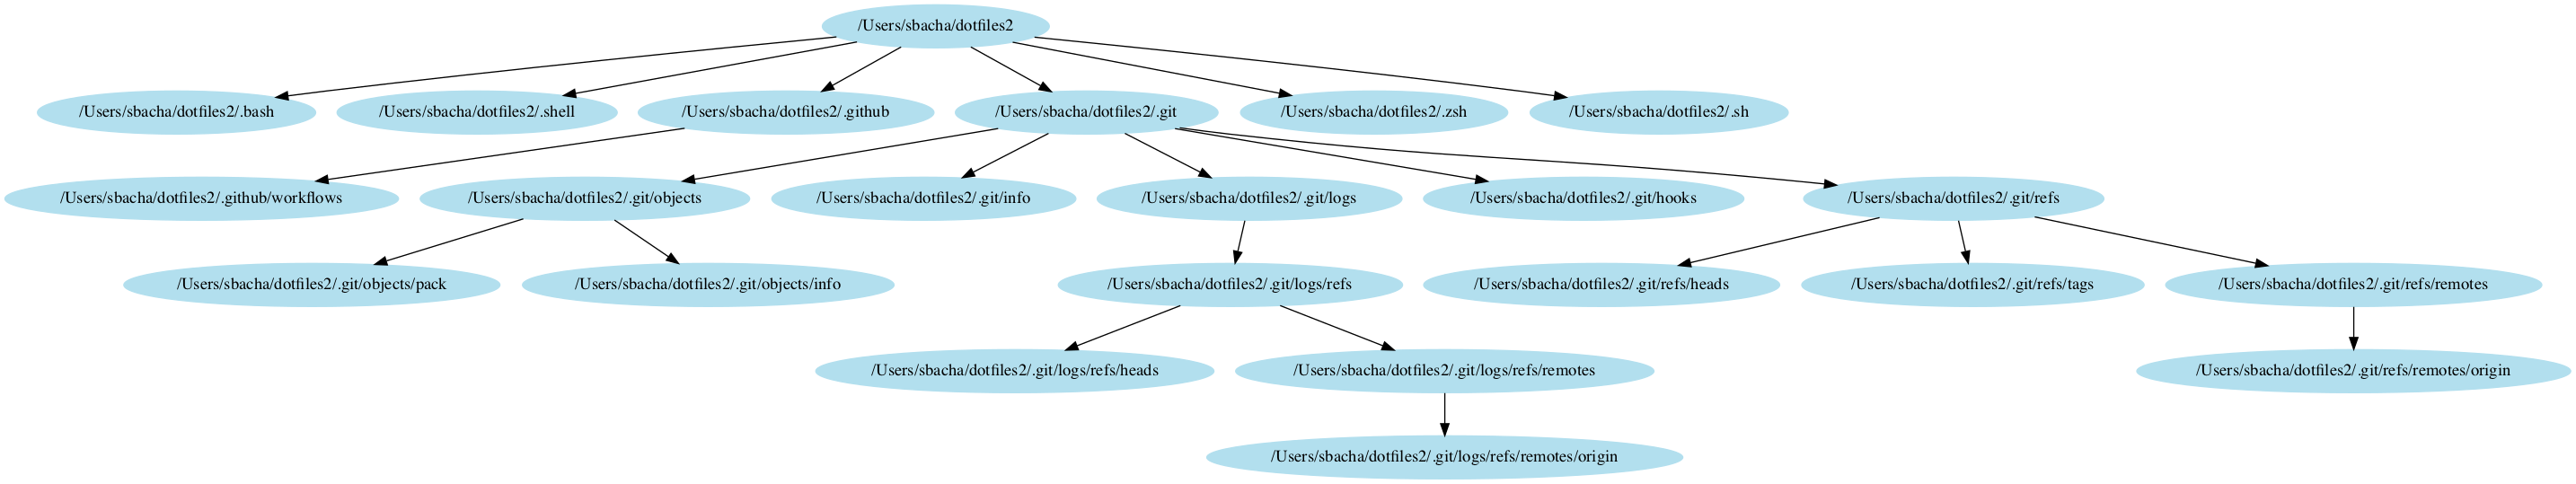 /Users/sbacha/dotfiles2
/Users/sbacha/dotfiles2/.bash
/Users/sbacha/dotfiles2/.shell
/Users/sbacha/dotfiles2/.github
/Users/sbacha/dotfiles2/.git
/Users/sbacha/dotfiles2/.zsh
/Users/sbacha/dotfiles2/.sh
/Users/sbacha/dotfiles2/.github/workflows
/Users/sbacha/dotfiles2/.git/objects
/Users/sbacha/dotfiles2/.git/info
/Users/sbacha/dotfiles2/.git/logs
/Users/sbacha/dotfiles2/.git/hooks
/Users/sbacha/dotfiles2/.git/refs
/Users/sbacha/dotfiles2/.git/objects/pack
/Users/sbacha/dotfiles2/.git/objects/info
/Users/sbacha/dotfiles2/.git/logs/refs
/Users/sbacha/dotfiles2/.git/refs/heads
/Users/sbacha/dotfiles2/.git/refs/tags
/Users/sbacha/dotfiles2/.git/refs/remotes
/Users/sbacha/dotfiles2/.git/logs/refs/heads
/Users/sbacha/dotfiles2/.git/logs/refs/remotes
/Users/sbacha/dotfiles2/.git/refs/remotes/origin
/Users/sbacha/dotfiles2/.git/logs/refs/remotes/origin